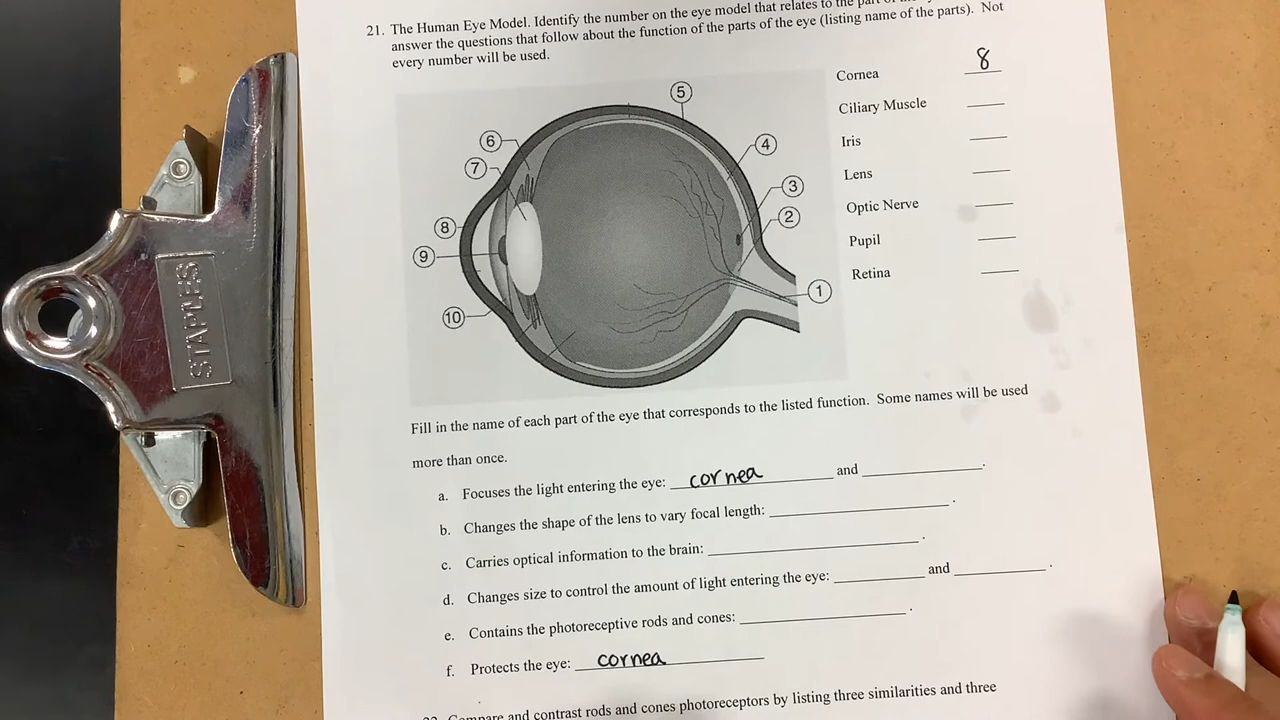 21. The Human Eye Model. Identify the number on the eye model that relates to the part
answer the questions that follow about the function of the parts of the eye (listing name of the parts). Not
every number will be used.
Cornea 8
Ciliary Muscle
Iris
Lens
Optic Nerve
Pupil
Retina
5
6
4
7
3
2
8
9
1
10
STAPLES
Fill in the name of each part of the eye that corresponds to the listed function. Some names will be used
more than once.
a. Focuses the light entering the eye: cornea and .
b. Changes the shape of the lens to vary focal length: .
c. Carries optical information to the brain: .
d. Changes size to control the amount of light entering the eye: and .
e. Contains the photoreceptive rods and cones: .
f. Protects the eye: cornea
Compare and contrast rods and cones photoreceptors by listing three similarities and three